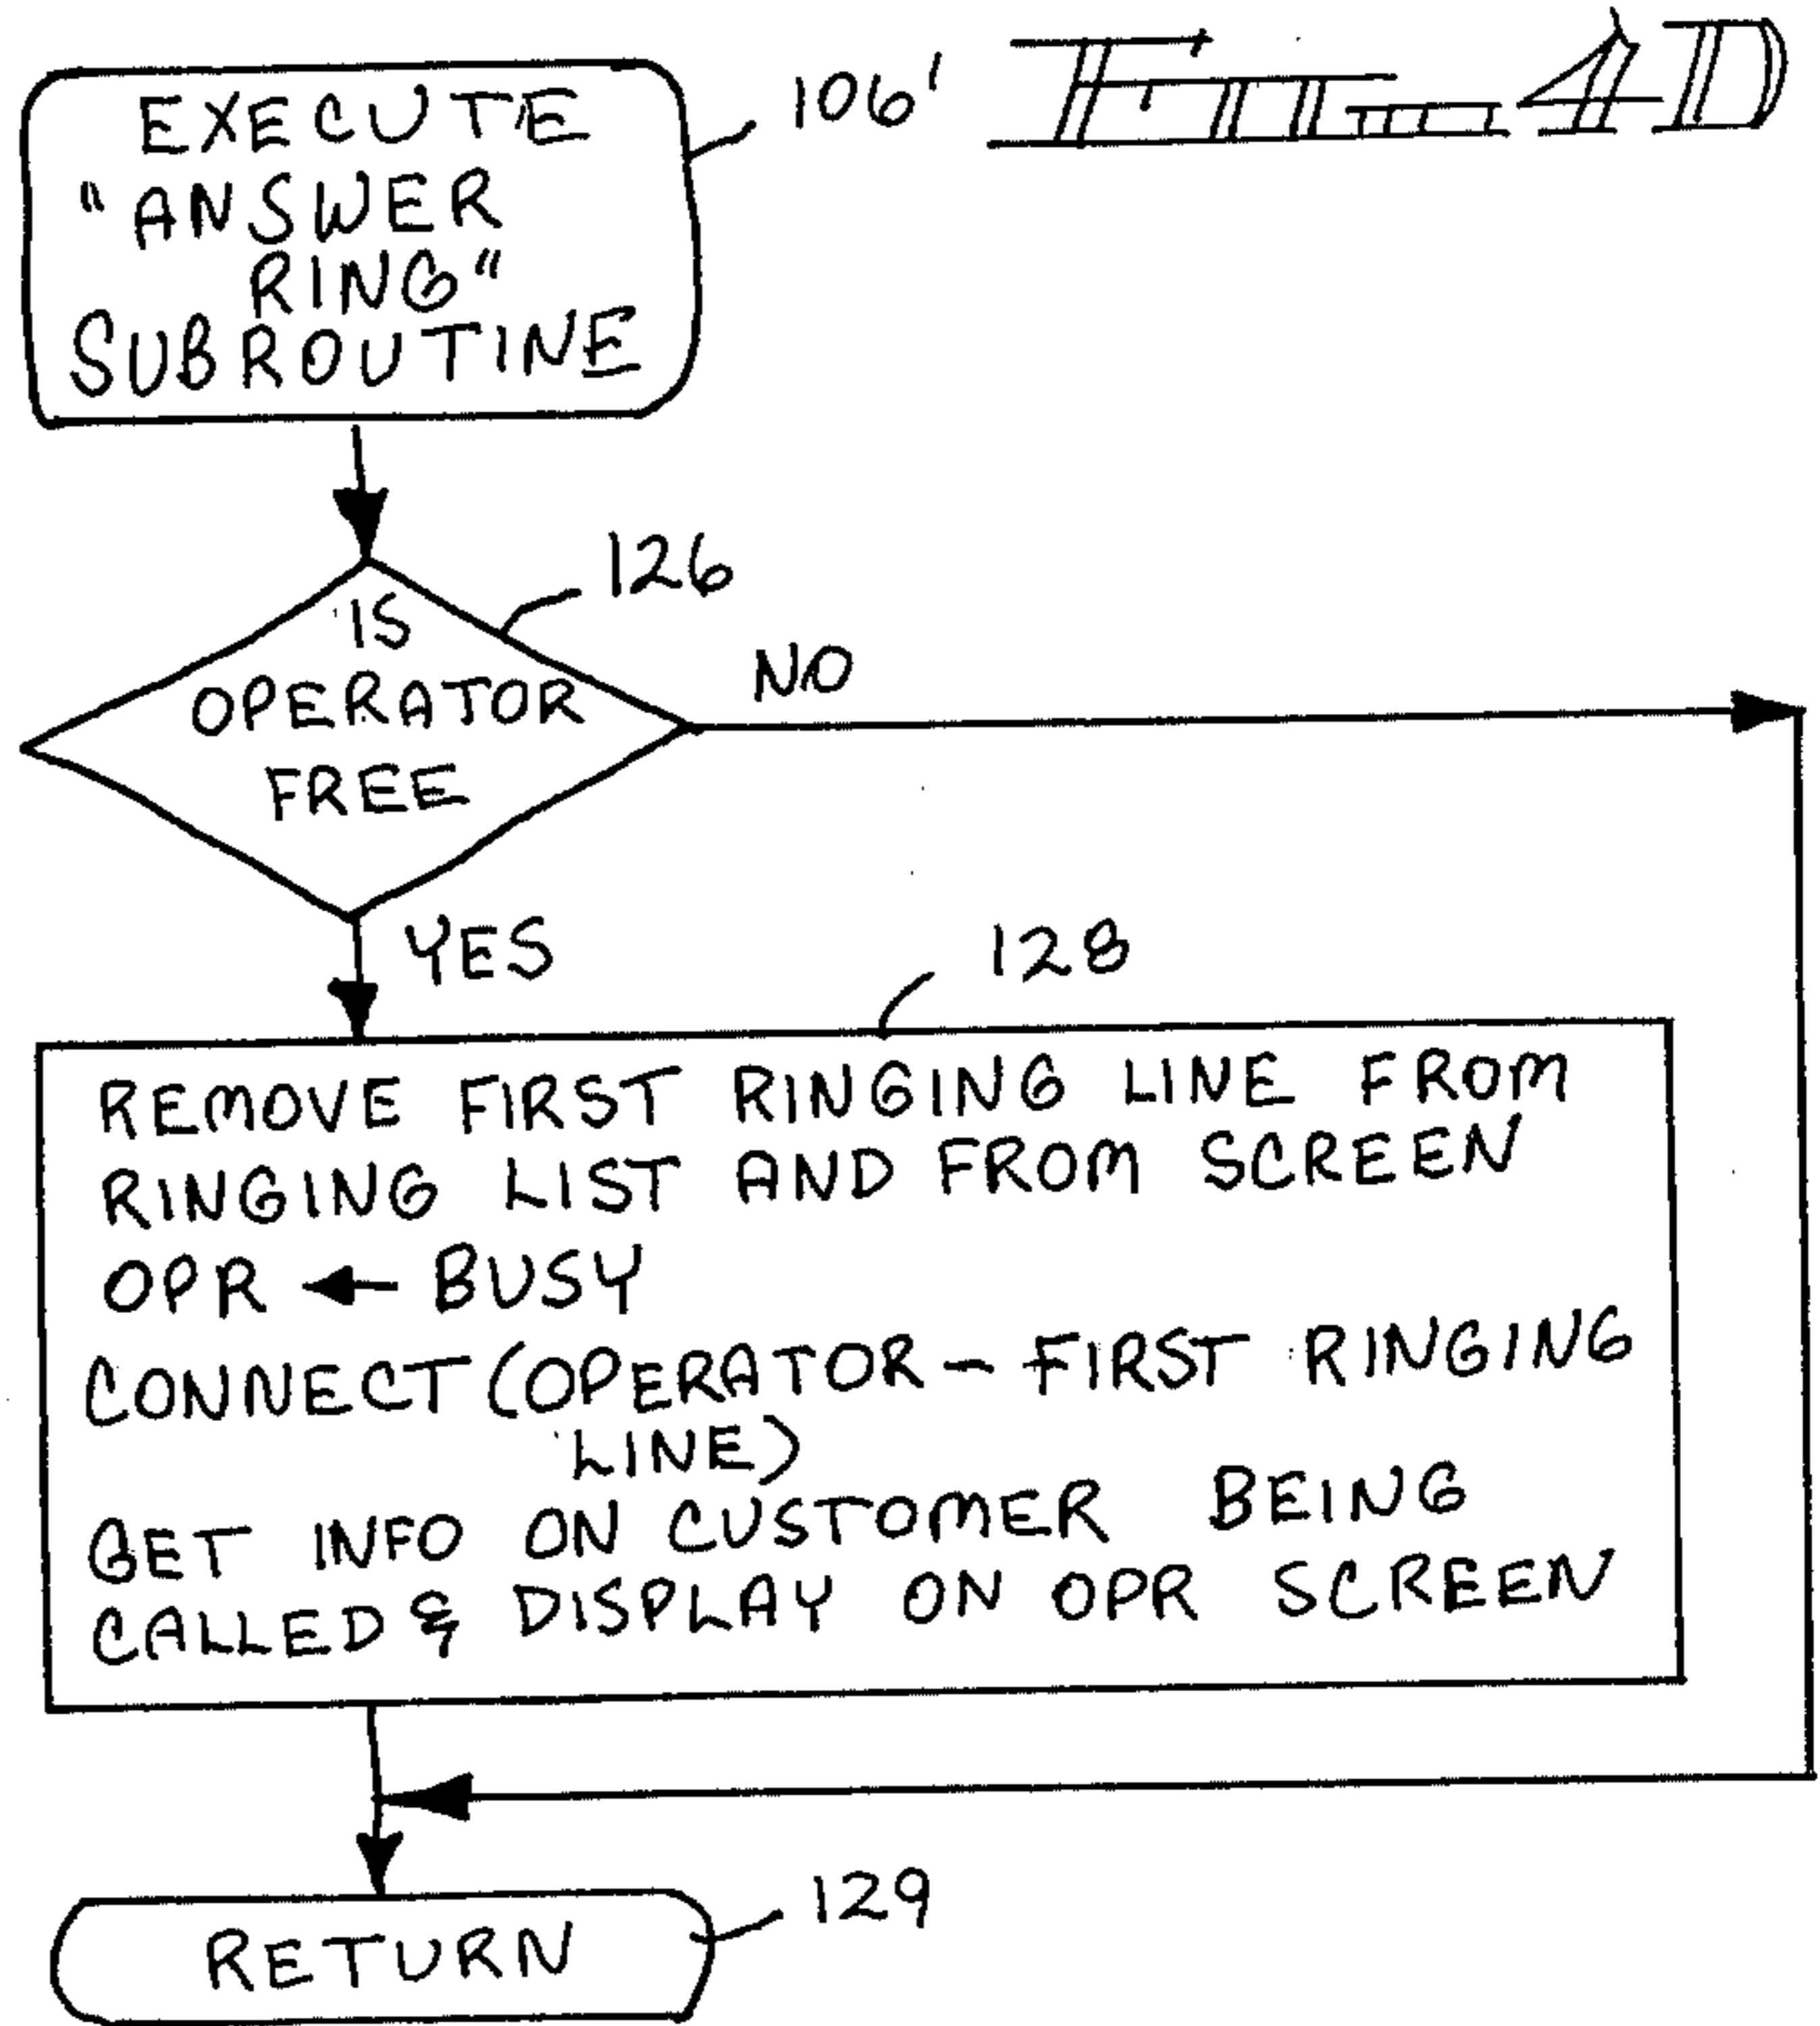 Fig_4D
EXECUTE
"ANSWER
RING"
SUBROUTINE
106'
126
IS
OPERATOR
FREE
NO
YES
128
REMOVE FIRST RINGING LINE FROM
RINGING LIST AND FROM SCREEN
OPR ← BUSY
CONNECT (OPERATOR - FIRST RINGING
LINE)
GET INFO ON CUSTOMER BEING
CALLED & DISPLAY ON OPR SCREEN
RETURN
129